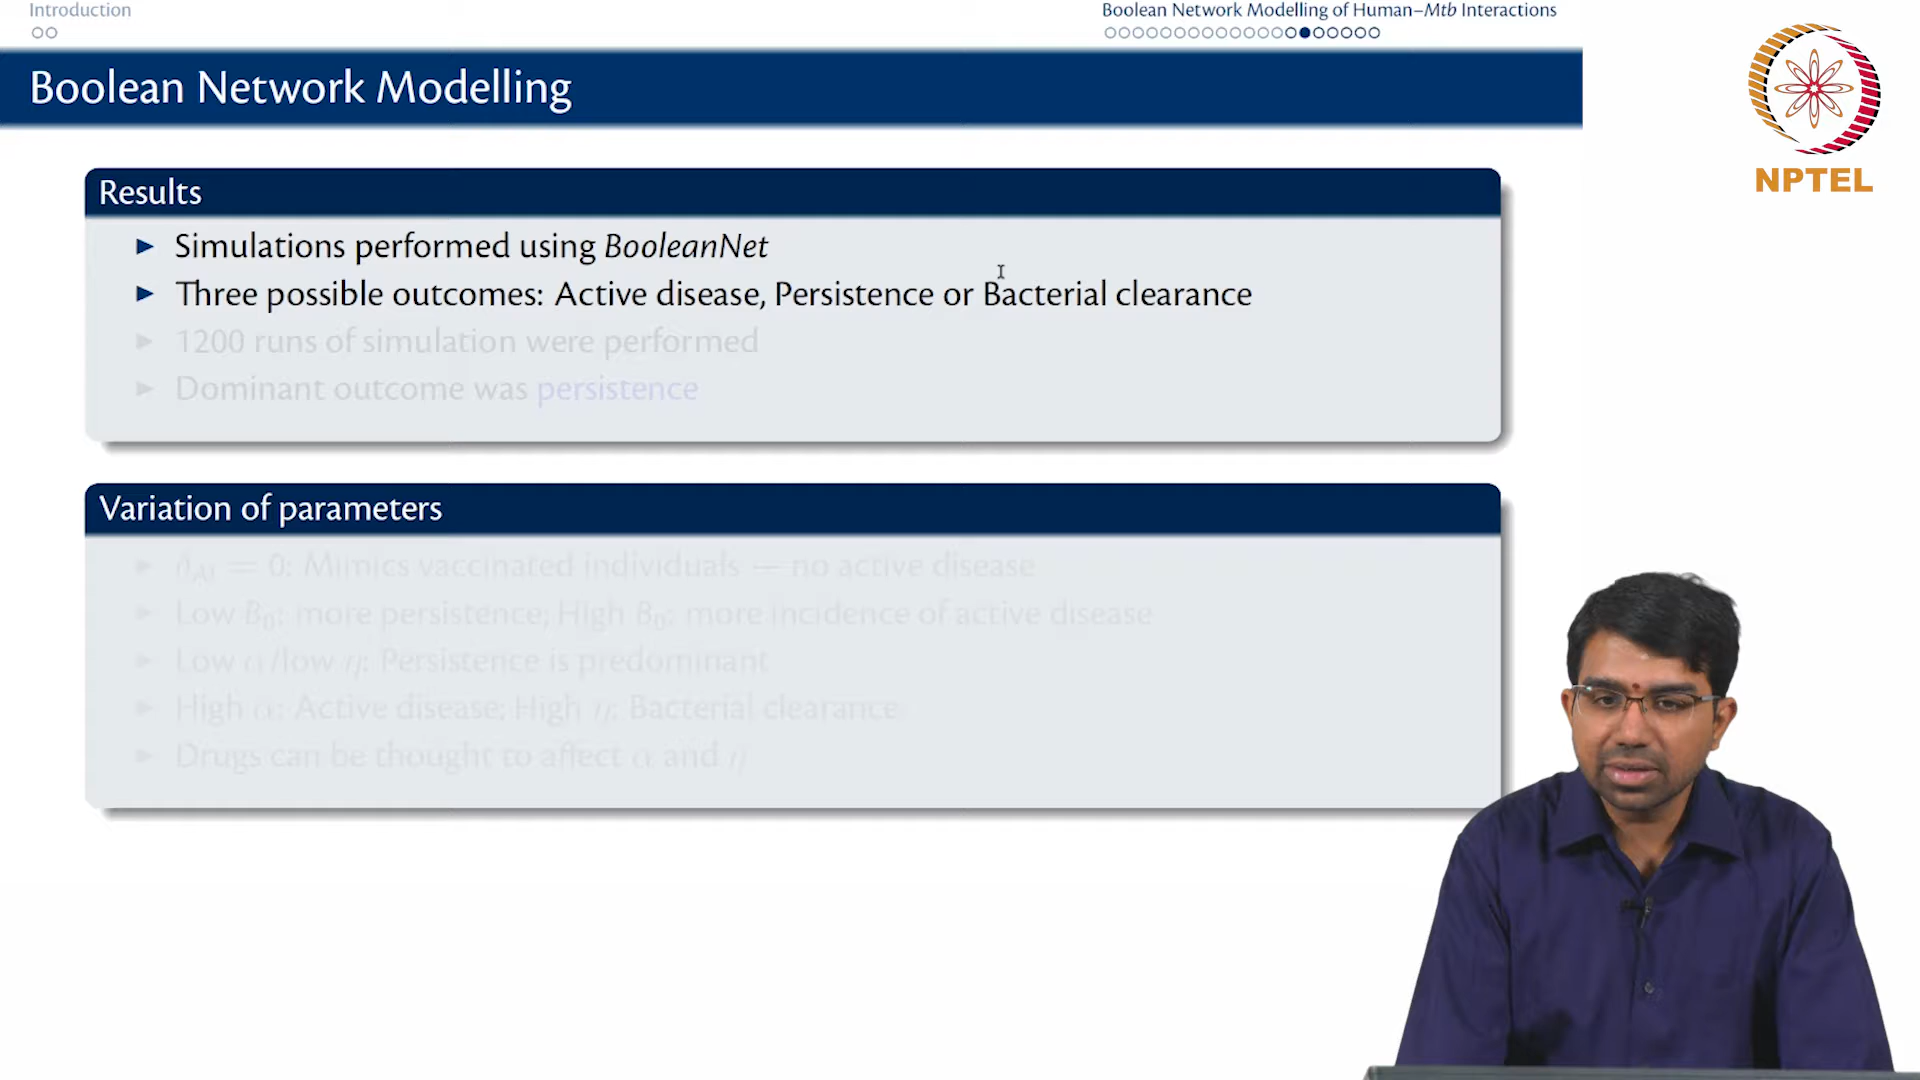 Introduction
Boolean Network Modelling of Human–Mtb Interactions
Boolean Network Modelling
NPTEL
Results
Simulations performed using BooleanNet
Three possible outcomes: Active disease, Persistence or Bacterial clearance
1200 runs of simulation were performed
Dominant outcome was persistence
Variation of parameters
= 0: Mimics vaccinated individuals — no active disease
Low B₀: more persistence; High B₀: more incidence of active disease
Low α/low η: Persistence is predominant
High α: Active disease; High η: Bacterial clearance
Drugs can be thought to affect α and η